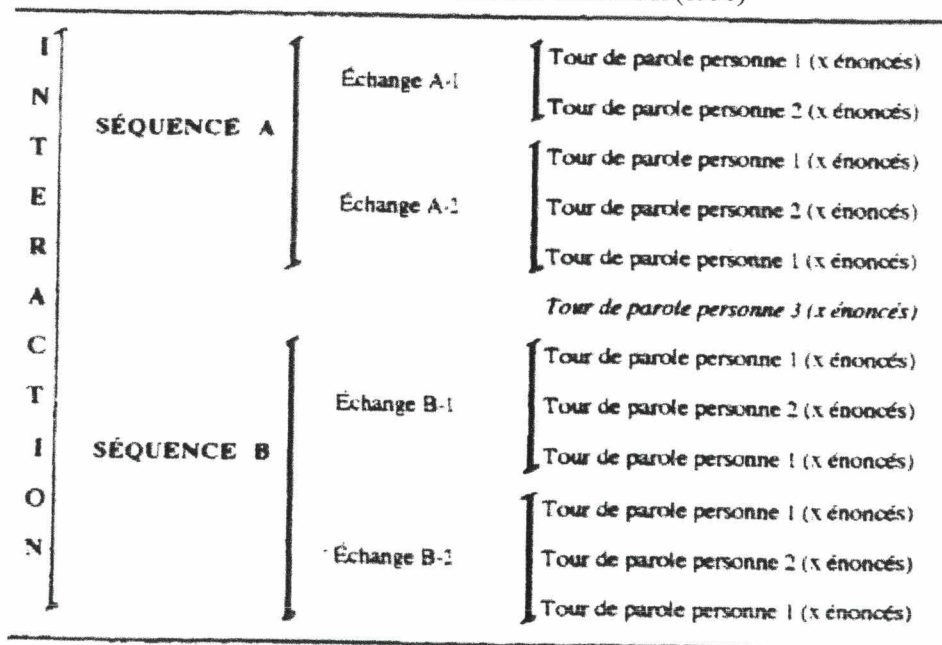 INTERACTION
SÉQUENCE A
Échange A-1
Tour de parole personne 1 (x énoncés)
Tour de parole personne 2 (x énoncés)
Échange A-2
Tour de parole personne 1 (x énoncés)
Tour de parole personne 2 (x énoncés)
Tour de parole personne 1 (x énoncés)
Tour de parole personne 3 (x énoncés)
SÉQUENCE B
Échange B-1
Tour de parole personne 1 (x énoncés)
Tour de parole personne 2 (x énoncés)
Tour de parole personne 1 (x énoncés)
Échange B-2
Tour de parole personne 1 (x énoncés)
Tour de parole personne 2 (x énoncés)
Tour de parole personne 1 (x énoncés)